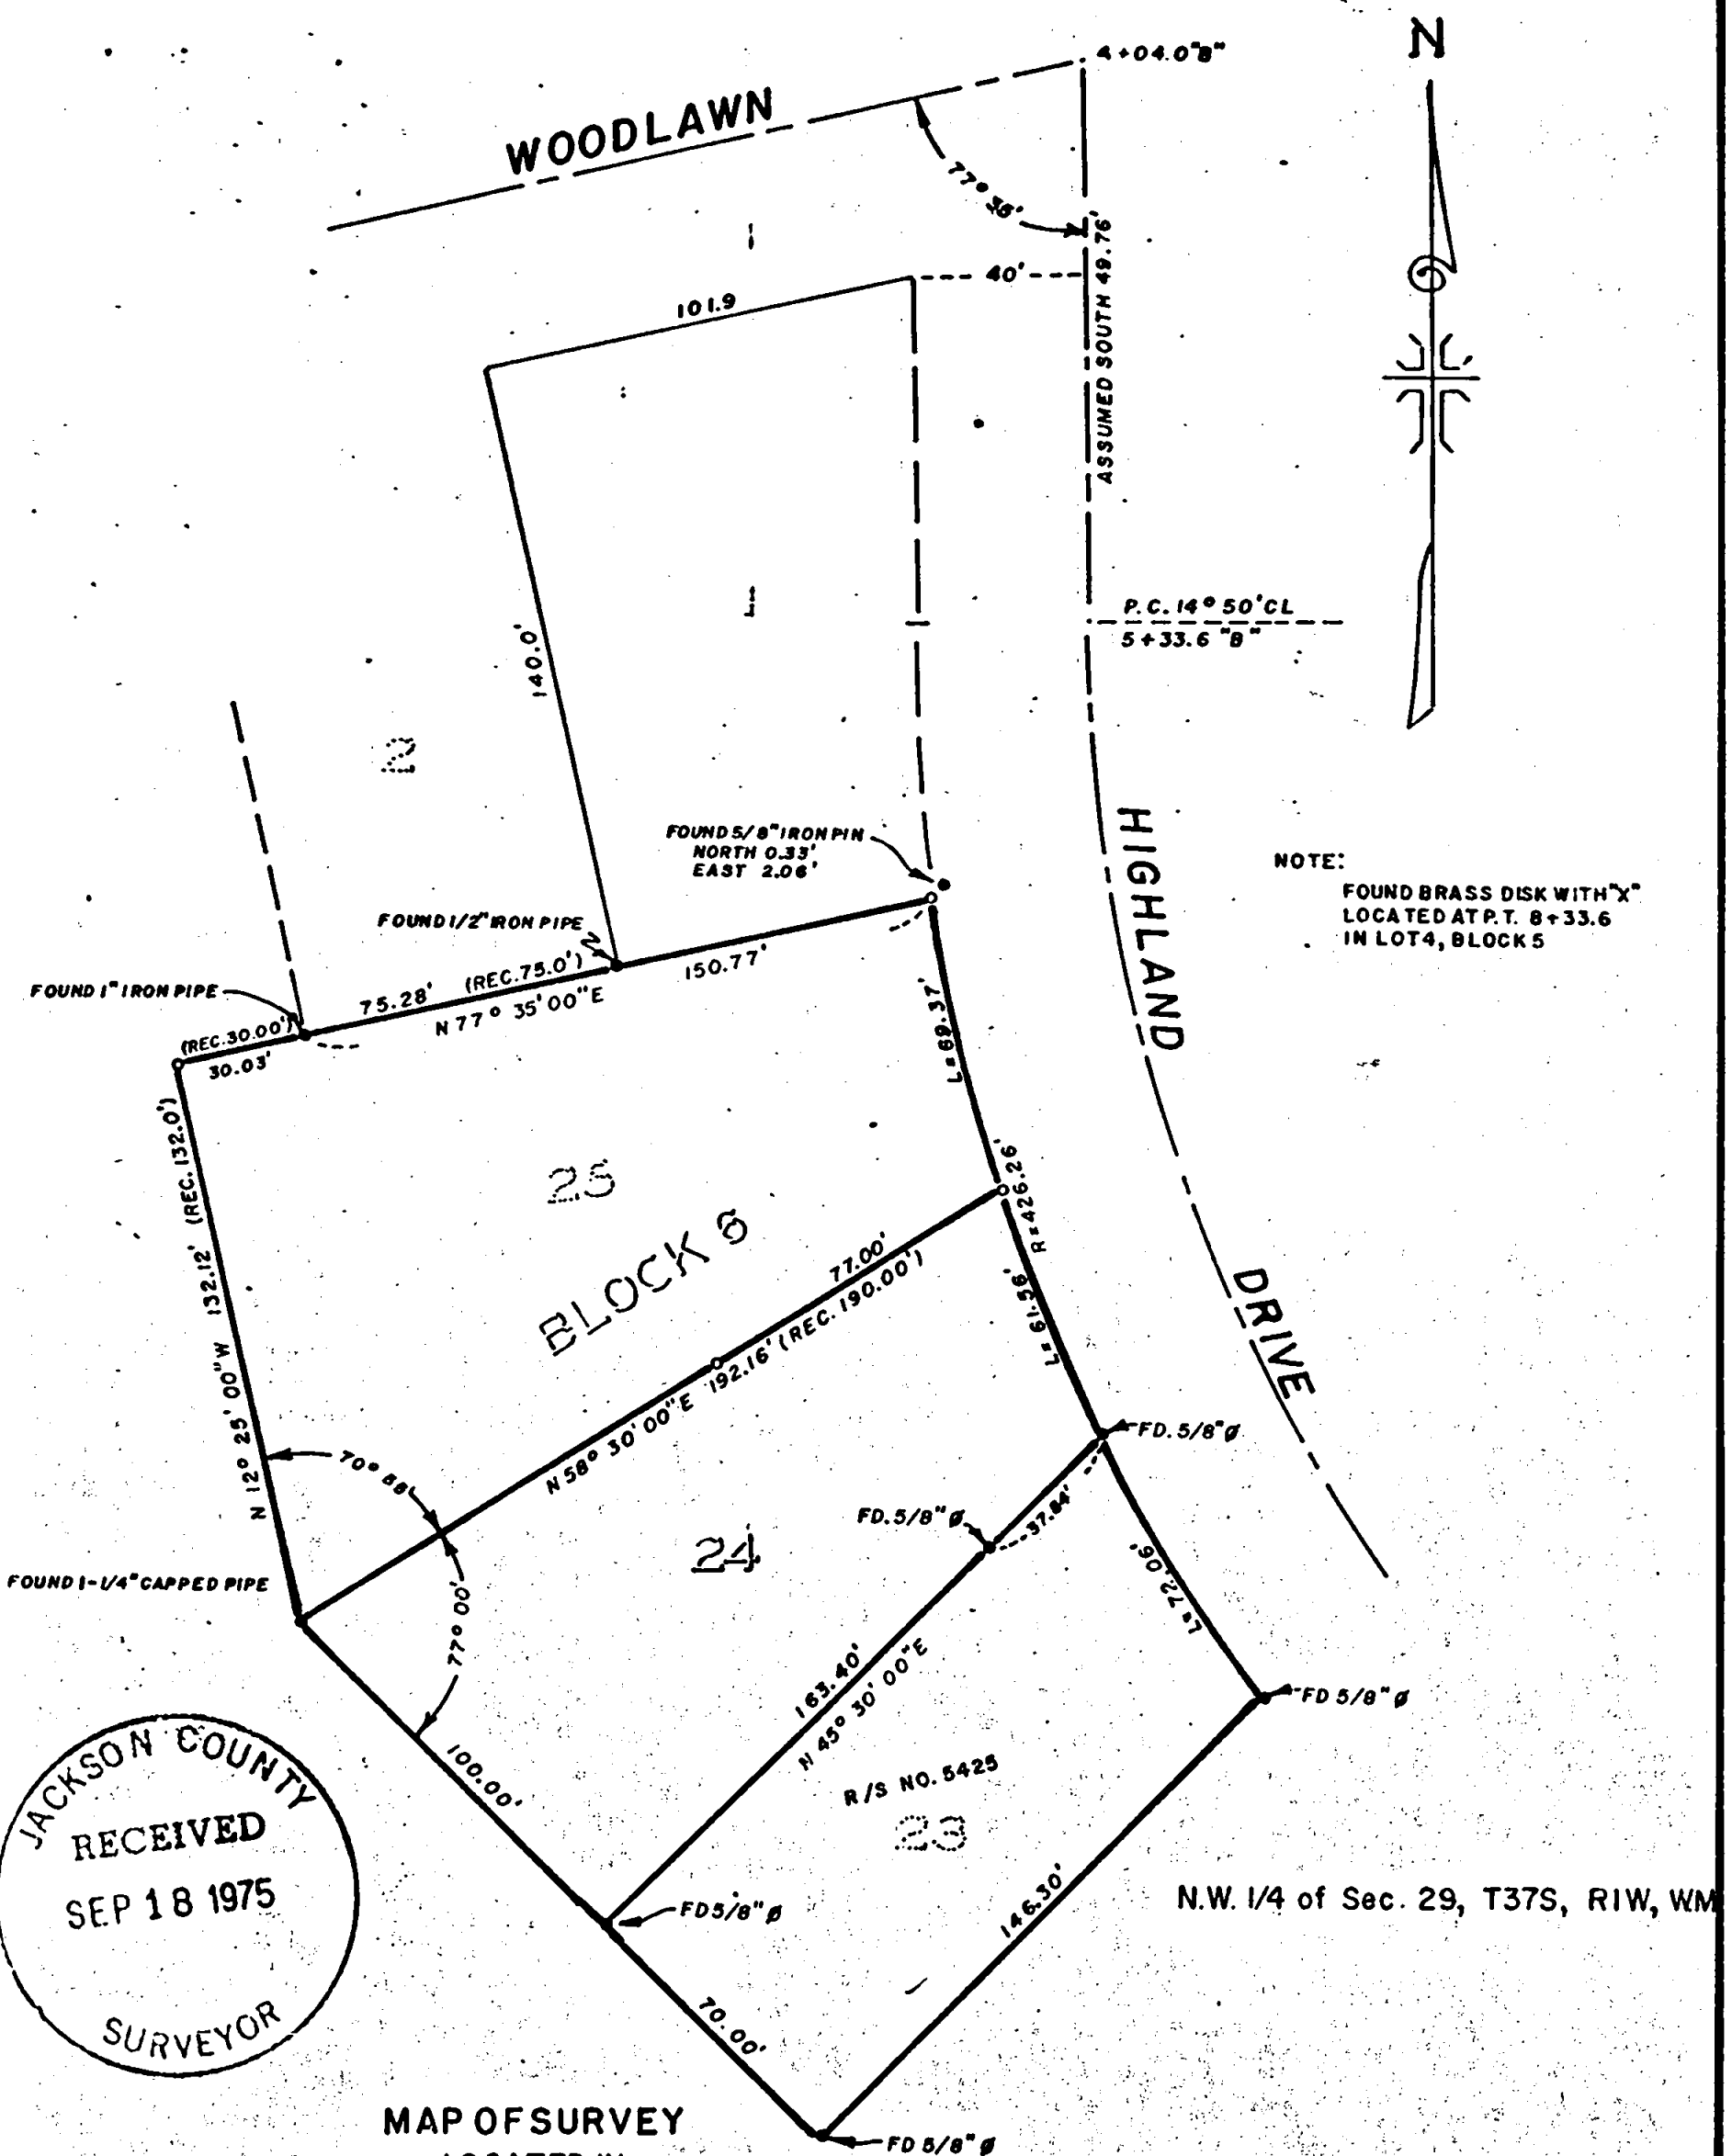 N
4+04.0"B"
WOODLAWN
77° 35'
ASSUMED SOUTH 49.76'
40'
101.9
1
P.C. 14° 50' CL
5+33.6 "B"
140.0'
2
HIGHLAND
DRIVE
FOUND 5/8" IRON PIN
NORTH 0.33'
EAST 2.06'
NOTE:
FOUND BRASS DISK WITH "X"
LOCATED AT P.T. 8+33.6
IN LOT 4, BLOCK 5
FOUND 1/2" IRON PIPE
FOUND 1" IRON PIPE
75.28' (REC. 75.0')
150.77'
N 77° 35' 00" E
(REC. 30.00')
30.03'
L= 69.37'
N 12° 25' 00" W 132.12' (REC. 132.0')
25
BLOCK 6
R= 426.26'
77.00'
N 58° 30' 00" E 192.16' (REC. 190.00')
L= 61.56'
70° 55'
FD. 5/8" Ø
FD. 5/8" Ø
37.84'
24
FOUND 1-1/4" CAPPED PIPE
77° 00'
L= 72.06'
163.40'
N 45° 30' 00" E
FD 5/8" Ø
100.00'
R/S NO. 5425
23
JACKSON COUNTY
RECEIVED
SEP 18 1975
SURVEYOR
FD 5/8" Ø
146.30'
N.W. 1/4 of Sec. 29, T37S, R1W, WM
70.00'
MAP OF SURVEY
LOCATED IN
FD 5/8" Ø